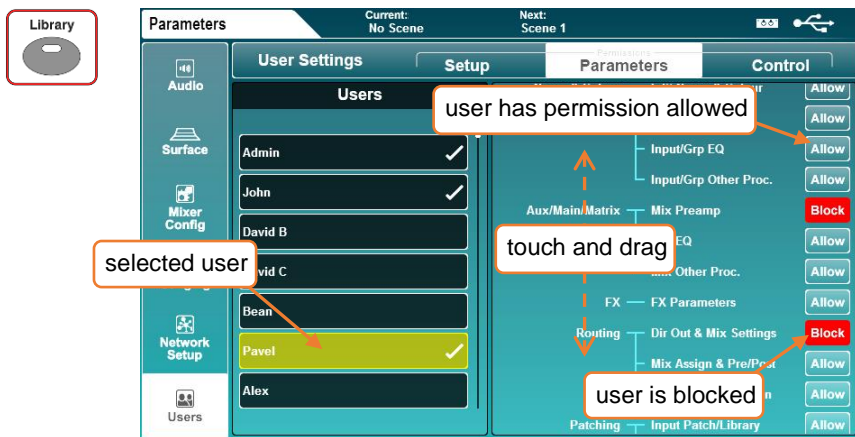 Library
Parameters
Current:
No Scene
Next:
Scene 1
Audio
Surface
Mixer
Config
Network
Setup
Users
User Settings
Setup
Permissions
Parameters
Control
Users
Admin
John
David B
David C
Bean
Pavel
Alex
Allow
Allow
Input/Grp EQ Allow
Input/Grp Other Proc. Allow
Aux/Main/Matrix Mix Preamp Block
EQ Allow
Other Proc. Allow
FX FX Parameters Allow
Routing Dir Out & Mix Settings Block
Mix Assign & Pre/Post Allow
Allow
Patching Input Patch/Library Allow
user has permission allowed
touch and drag
selected user
user is blocked